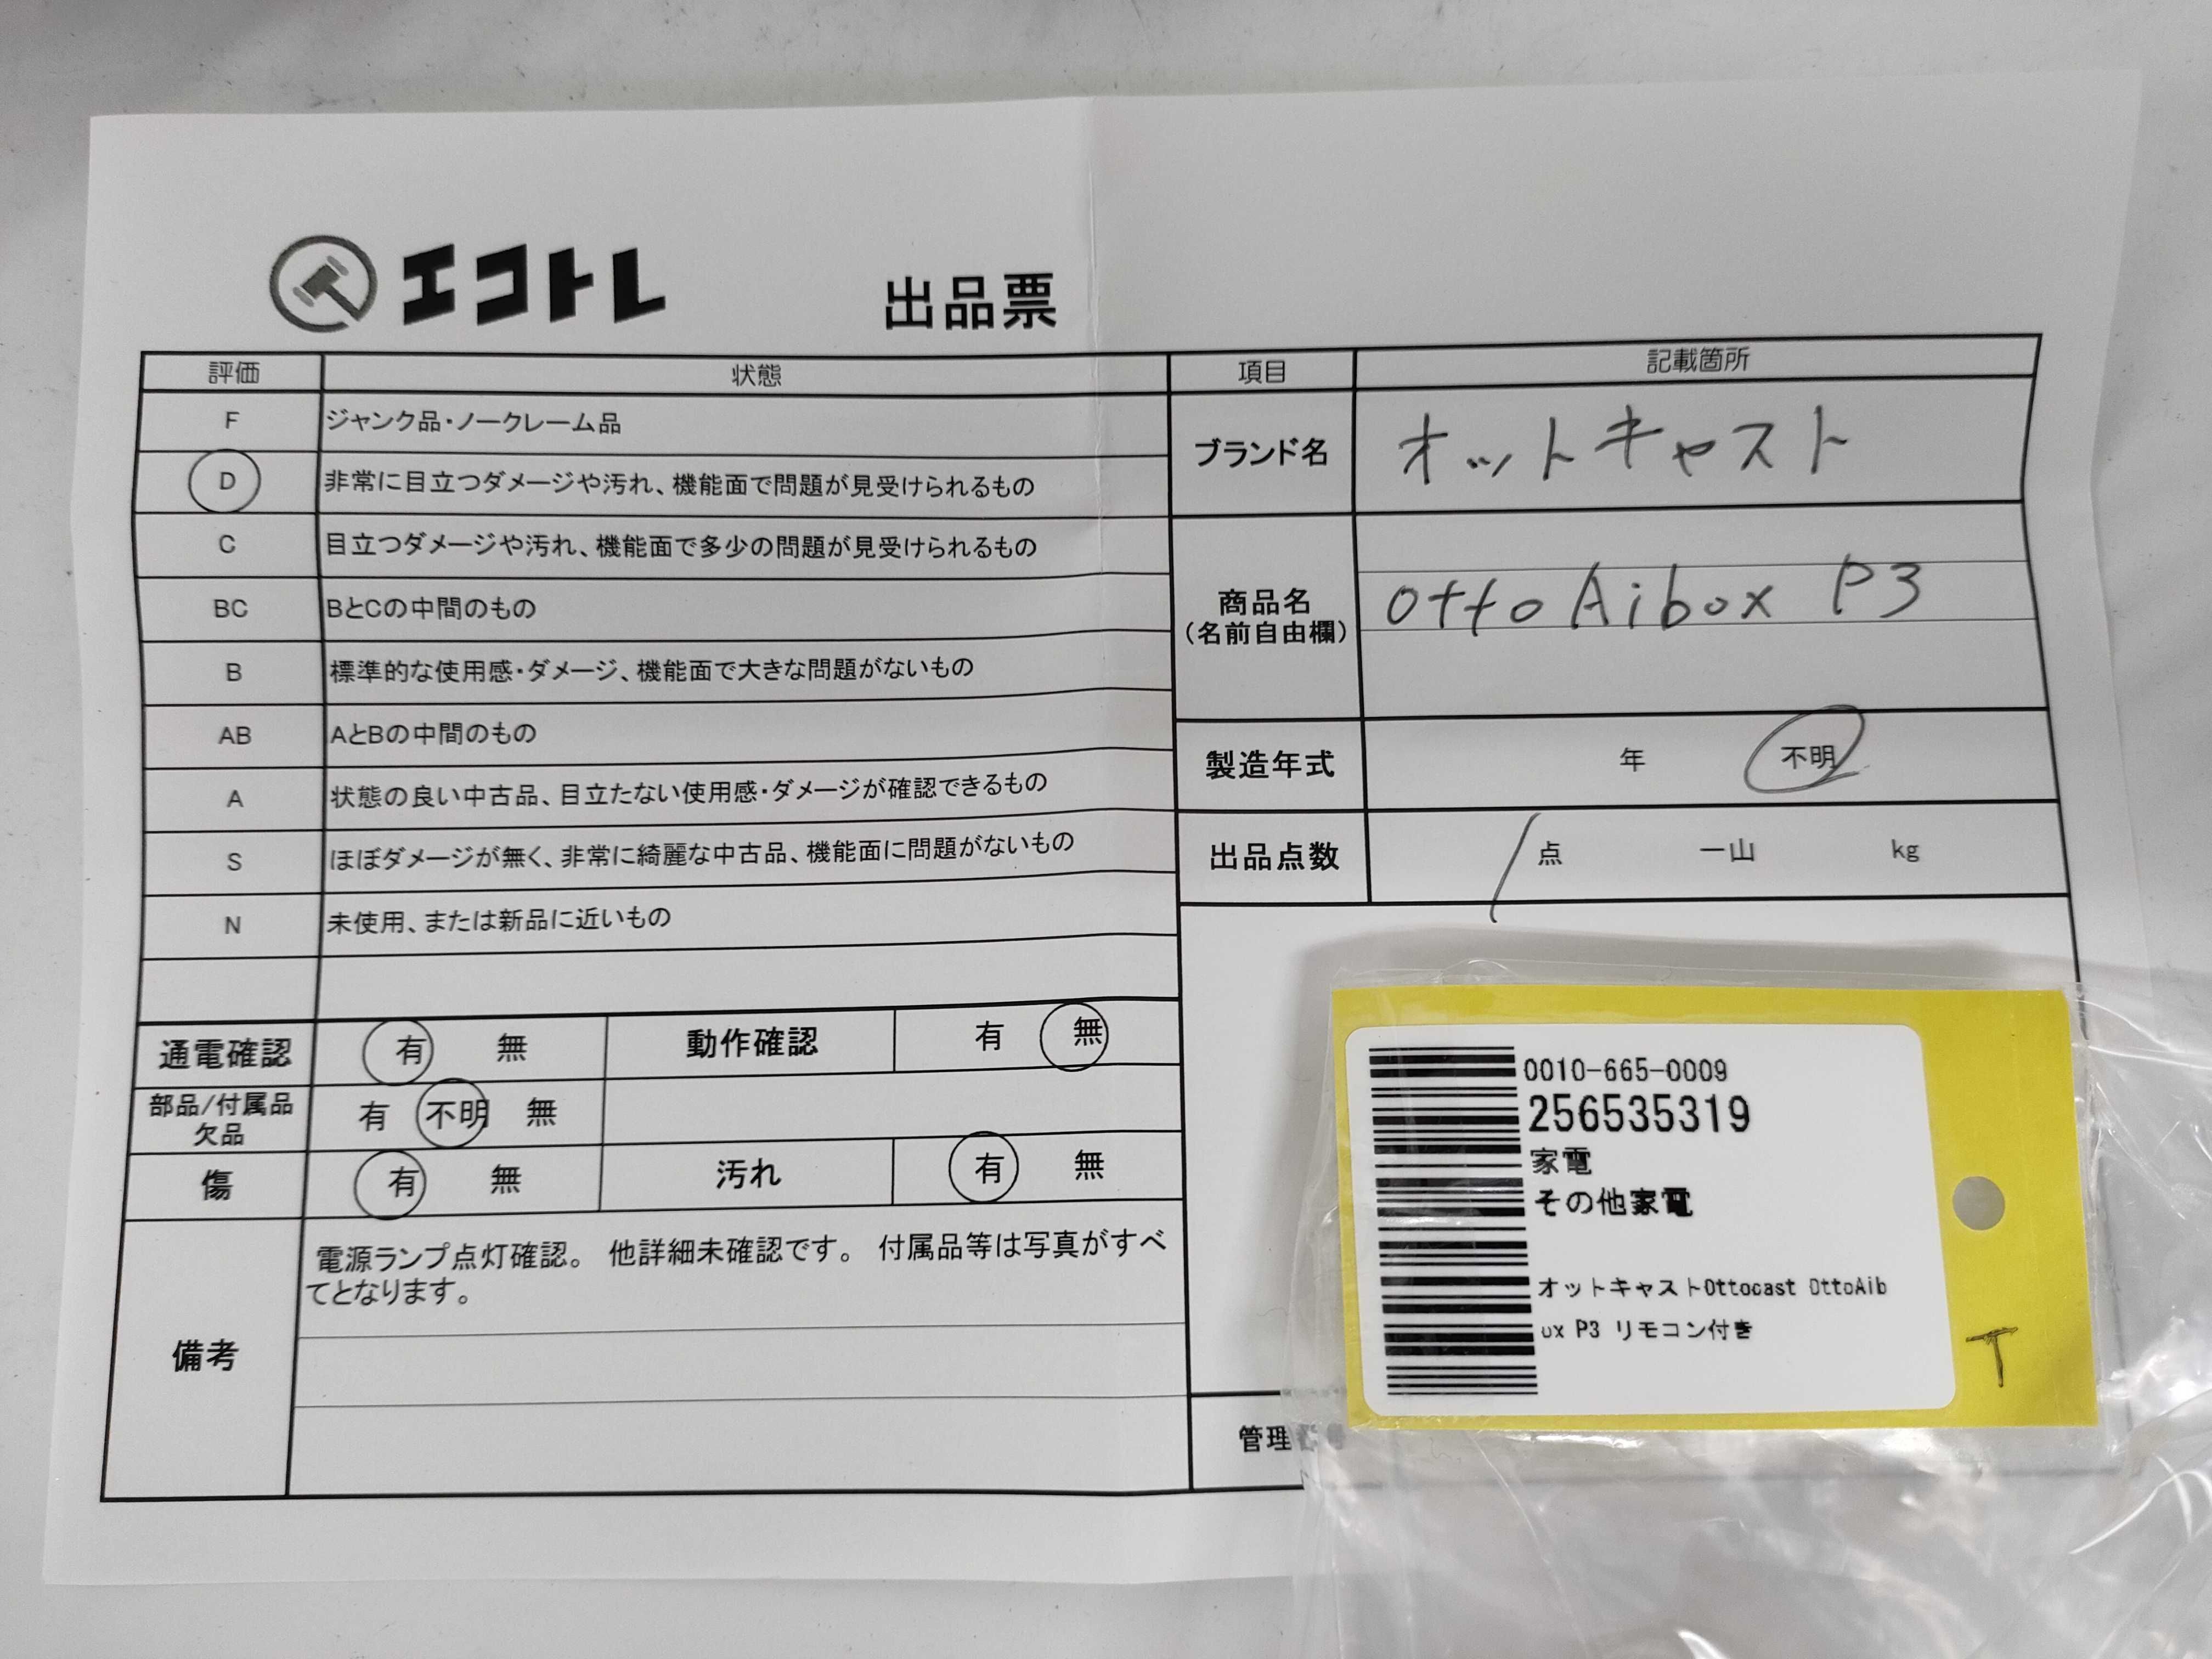 エコトレ 出品票
評価 状態
F ジャンク品・ノークレーム品
D 非常に目立つダメージや汚れ、機能面で問題が見受けられるもの
C 目立つダメージや汚れ、機能面で多少の問題が見受けられるもの
BC BとCの中間のもの
B 標準的な使用感・ダメージ、機能面で大きな問題がないもの
AB AとBの中間のもの
A 状態の良い中古品、目立たない使用感・ダメージが確認できるもの
S ほぼダメージが無く、非常に綺麗な中古品、機能面に問題がないもの
N 未使用、または新品に近いもの
通電確認 有 無 動作確認 有 無
部品/付属品
欠品 有 不明 無
傷 有 無 汚れ 有 無
備考
電源ランプ点灯確認。 他詳細未確認です。 付属品等は写真がすべ
てとなります。
項目 記載箇所
ブランド名 オットキャスト
商品名
(名前自由欄) OttoAibox P3
製造年式 年 不明
出品点数 1点 一山 kg
管理番号
0010-665-0009
256535319
家電
その他家電
オットキャストOttocast OttoAib
ox P3 リモコン付き
T